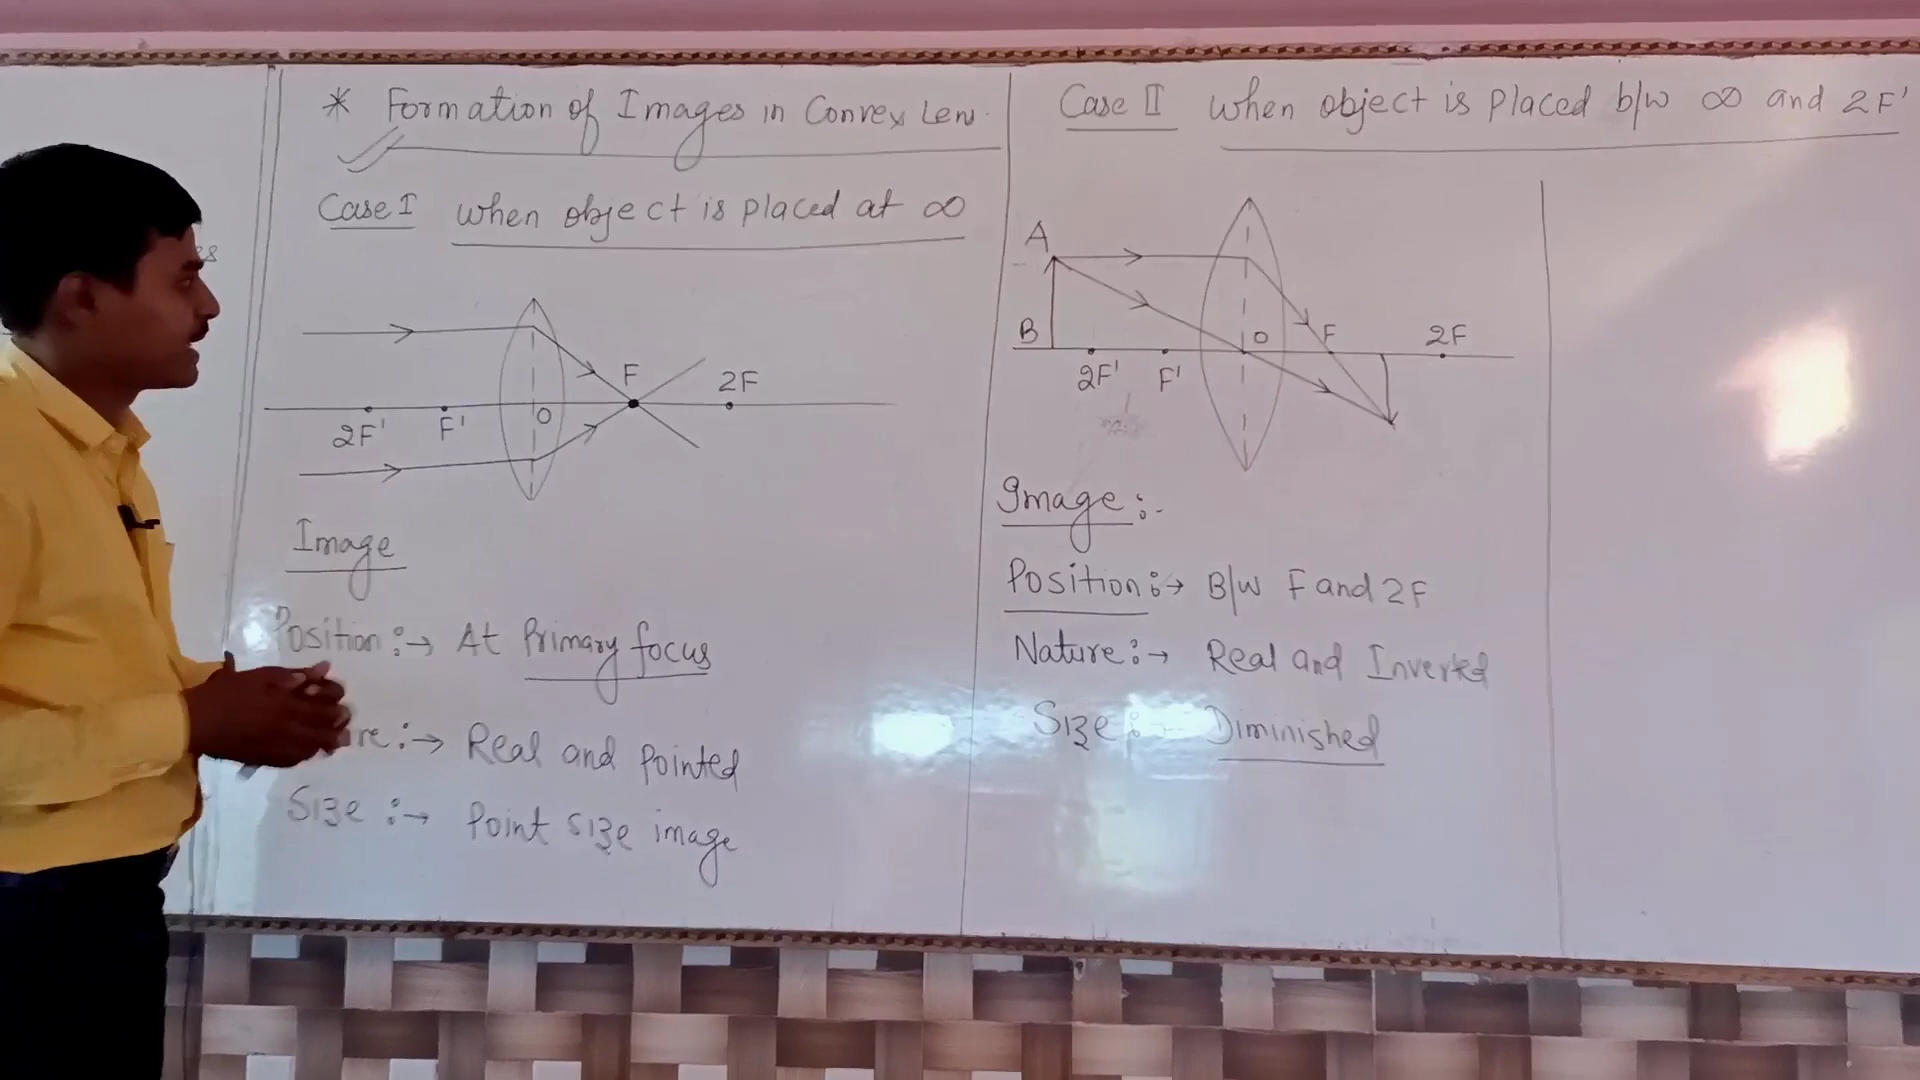 * Formation of Images in Convex Lens.
Case I when object is placed at ∞
F
2F
2F'
F'
O
Image
Position :→ At Primary focus
:→ Real and Pointed
Size :→ Point size image
Case II when object is placed b/w ∞ and 2F'
A
B
O
F
2F
2F'
F'
Image :-
Position :→ B/w F and 2F
Nature :→ Real and Inverted
Size :→ Diminished